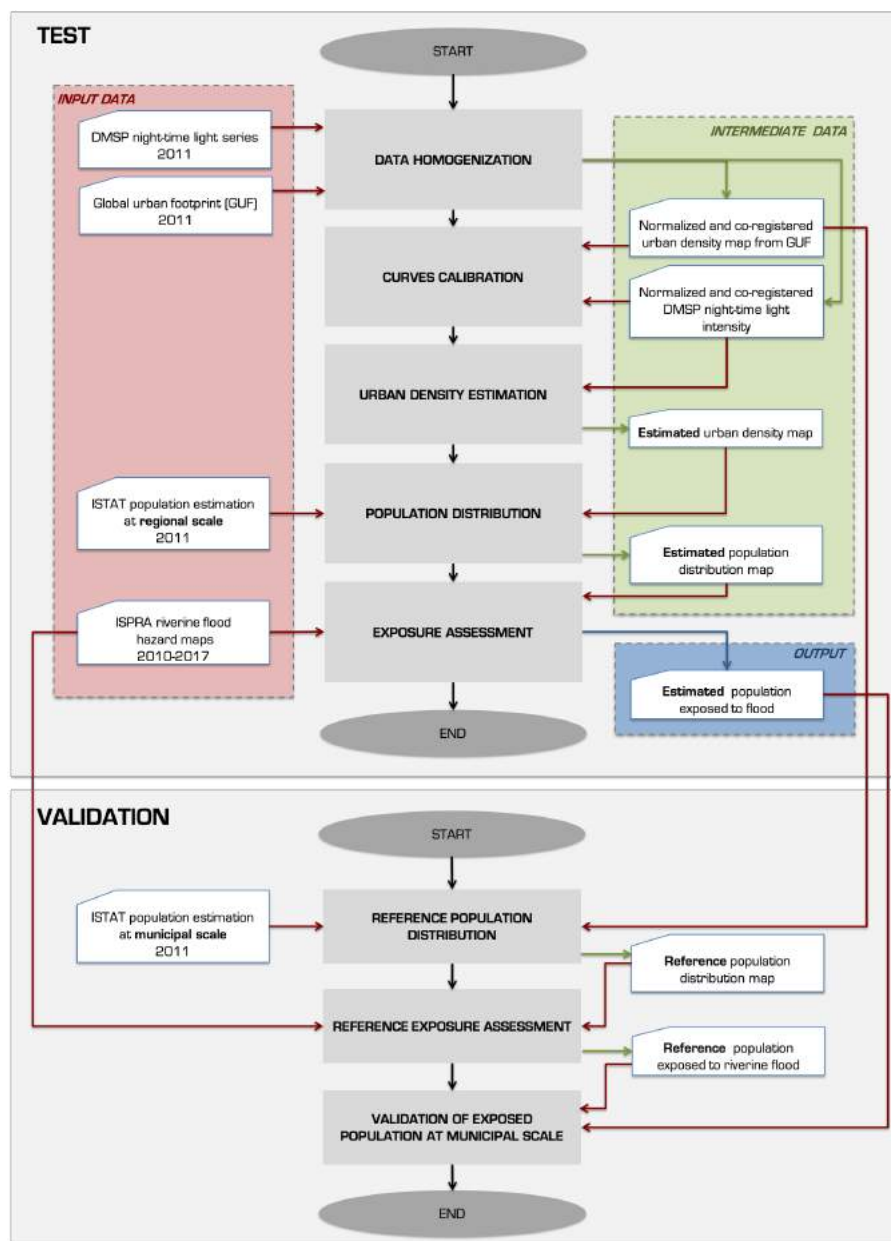 TEST
START
INPUT DATA
DMSP night-time light series
2011
DATA HOMOGENIZATION
INTERMEDIATE DATA
Global urban footprint (GUF)
2011
Normalized and co-registered
urban density map from GUF
CURVES CALIBRATION
Normalized and co-registered
DMSP night-time light
intensity
URBAN DENSITY ESTIMATION
Estimated urban density map
ISTAT population estimation
at regional scale
2011
POPULATION DISTRIBUTION
Estimated population
distribution map
ISPRA riverine flood
hazard maps
2010-2017
EXPOSURE ASSESSMENT
OUTPUT
Estimated population
exposed to flood
END
VALIDATION
START
ISTAT population estimation
at municipal scale
2011
REFERENCE POPULATION
DISTRIBUTION
Reference population
distribution map
REFERENCE EXPOSURE ASSESSMENT
Reference population
exposed to riverine flood
VALIDATION OF EXPOSED
POPULATION AT MUNICIPAL SCALE
END